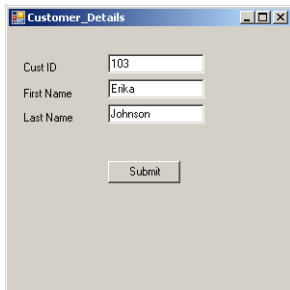 Customer_Details
Cust ID 103
First Name Erika
Last Name Johnson
Submit